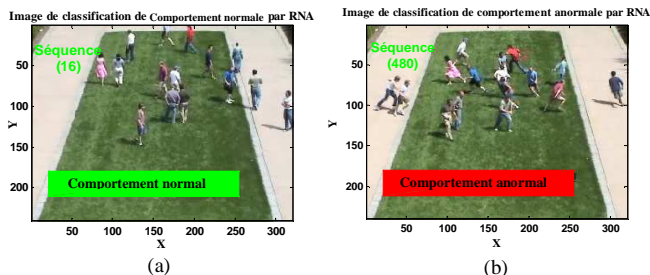 Image de classification de Comportement normale par RNA
Séquence
(16)
50
100
150
200
Y
Comportement normal
50 100 150 200 250 300
X
(a)
Image de classification de comportement anormale par RNA
Séquence
(480)
50
100
150
200
Y
Comportement anormal
50 100 150 200 250 300
X
(b)